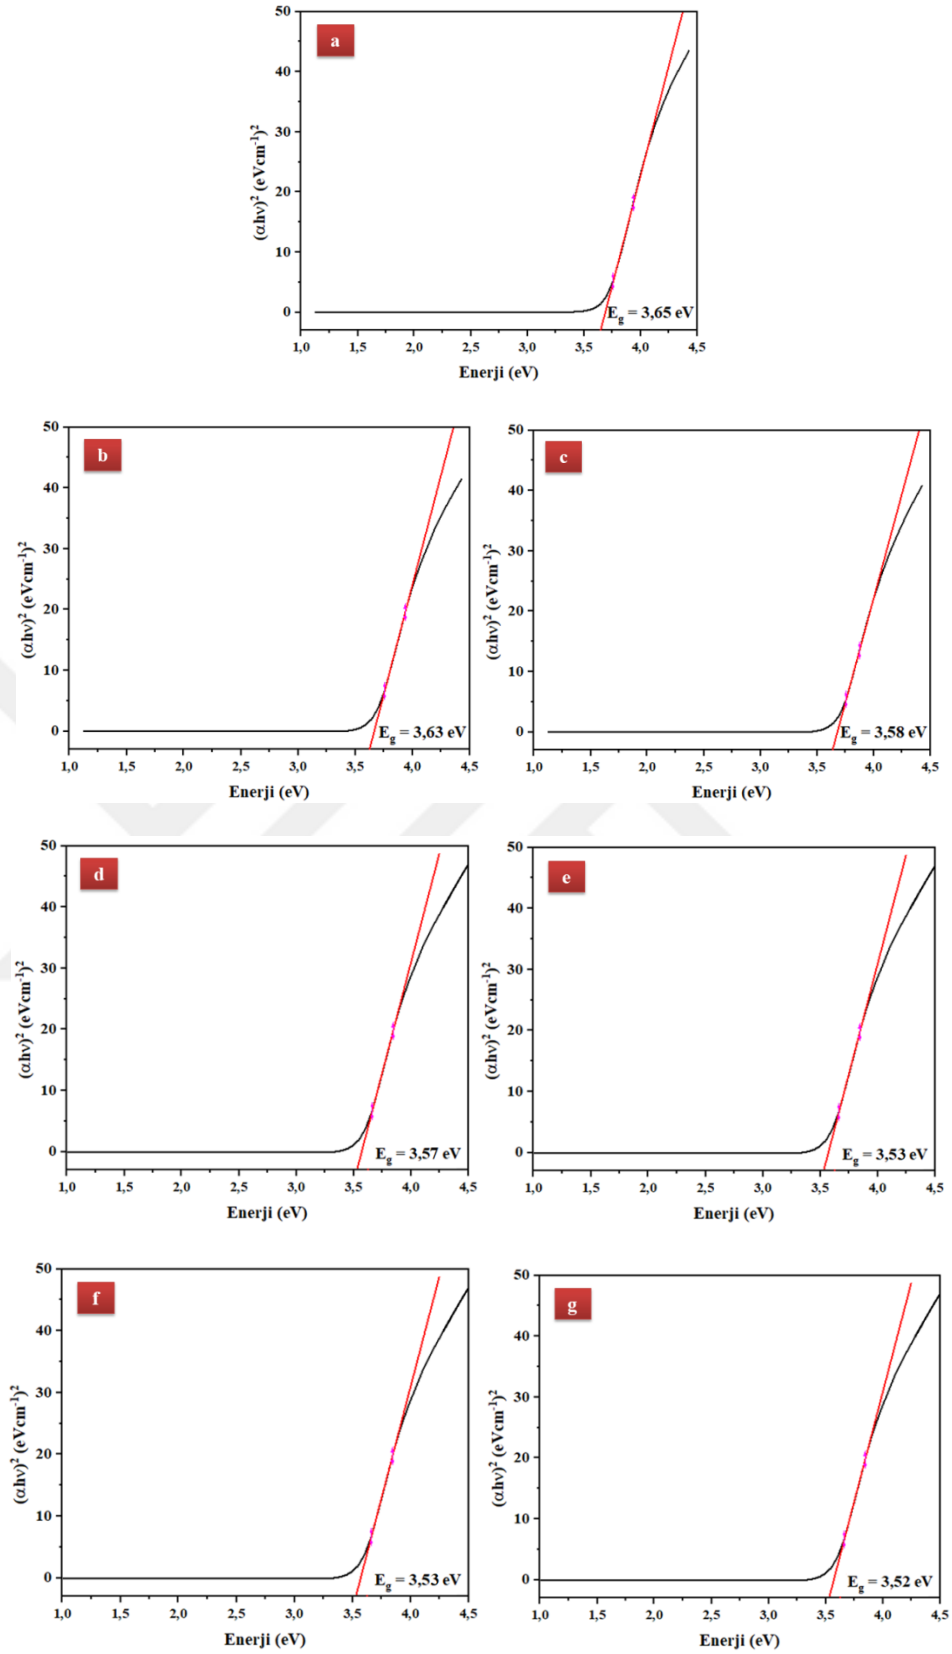 a
(αhν)² (eVcm⁻¹)²
50
40
30
20
10
0
E_g = 3,65 eV
1,0 1,5 2,0 2,5 3,0 3,5 4,0 4,5
Enerji (eV)
b
(αhν)² (eVcm⁻¹)²
50
40
30
20
10
0
E_g = 3,63 eV
1,0 1,5 2,0 2,5 3,0 3,5 4,0 4,5
Enerji (eV)
c
(αhν)² (eVcm⁻¹)²
50
40
30
20
10
0
E_g = 3,58 eV
1,0 1,5 2,0 2,5 3,0 3,5 4,0 4,5
Enerji (eV)
d
(αhν)² (eVcm⁻¹)²
50
40
30
20
10
0
E_g = 3,57 eV
1,0 1,5 2,0 2,5 3,0 3,5 4,0 4,5
Enerji (eV)
e
(αhν)² (eVcm⁻¹)²
50
40
30
20
10
0
E_g = 3,53 eV
1,0 1,5 2,0 2,5 3,0 3,5 4,0 4,5
Enerji (eV)
f
(αhν)² (eVcm⁻¹)²
50
40
30
20
10
0
E_g = 3,53 eV
1,0 1,5 2,0 2,5 3,0 3,5 4,0 4,5
Enerji (eV)
g
(αhν)² (eVcm⁻¹)²
50
40
30
20
10
0
E_g = 3,52 eV
1,0 1,5 2,0 2,5 3,0 3,5 4,0 4,5
Enerji (eV)